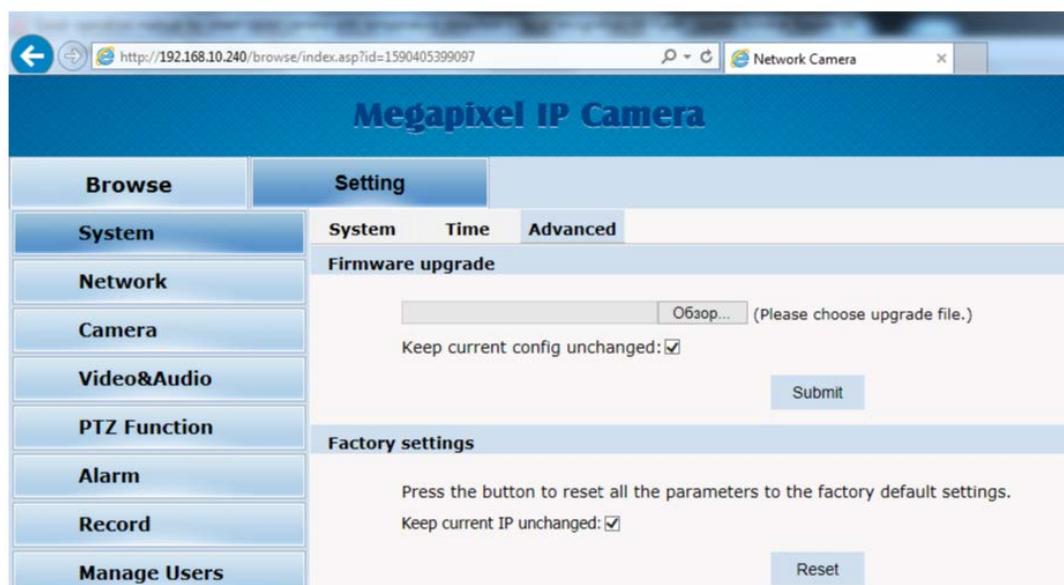 http://192.168.10.240/browse/index.asp?id=1590405399097
Network Camera
Megapixel IP Camera
Browse
Setting
System
Network
Camera
Video&Audio
PTZ Function
Alarm
Record
Manage Users
System Time Advanced
Firmware upgrade
Обзор... (Please choose upgrade file.)
Keep current config unchanged:
Submit
Factory settings
Press the button to reset all the parameters to the factory default settings.
Keep current IP unchanged:
Reset